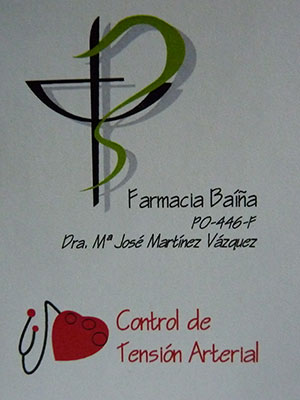 Farmacia Baíña
PO-446-F
Dra, Mª José Martínez Vázquez
Control de
Tensión Arterial